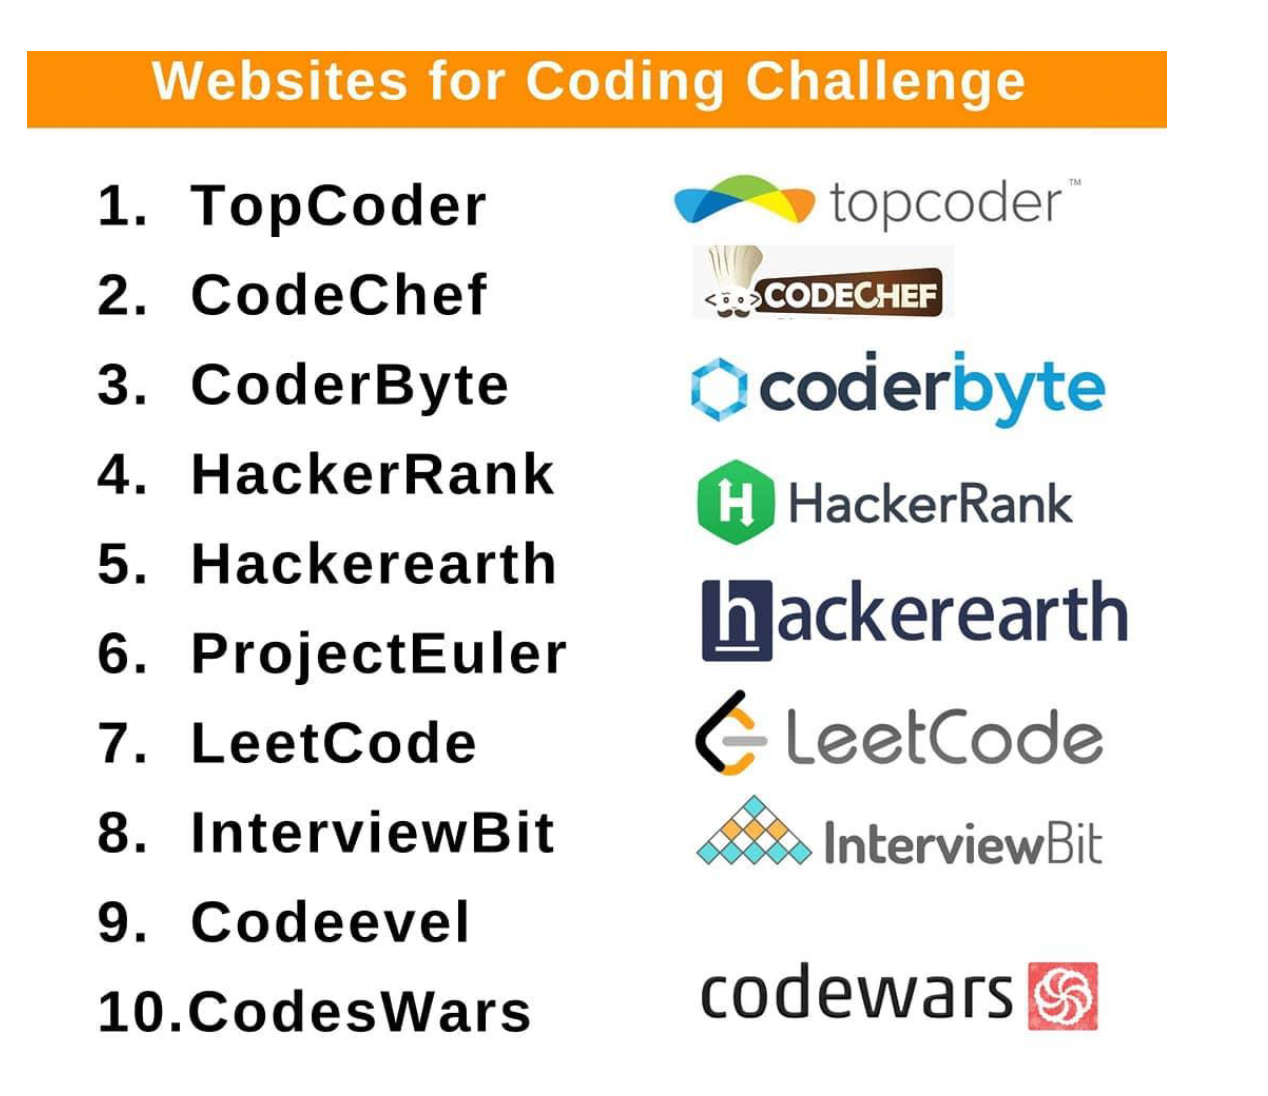 Websites for Coding Challenge
1. TopCoder
topcoder™
2. CodeChef
CODECHEF
3. CoderByte
coderbyte
4. HackerRank
H HackerRank
5. Hackerearth
hackerearth
6. ProjectEuler
7. LeetCode
LeetCode
8. InterviewBit
InterviewBit
9. Codeevel
10.CodesWars
codewars